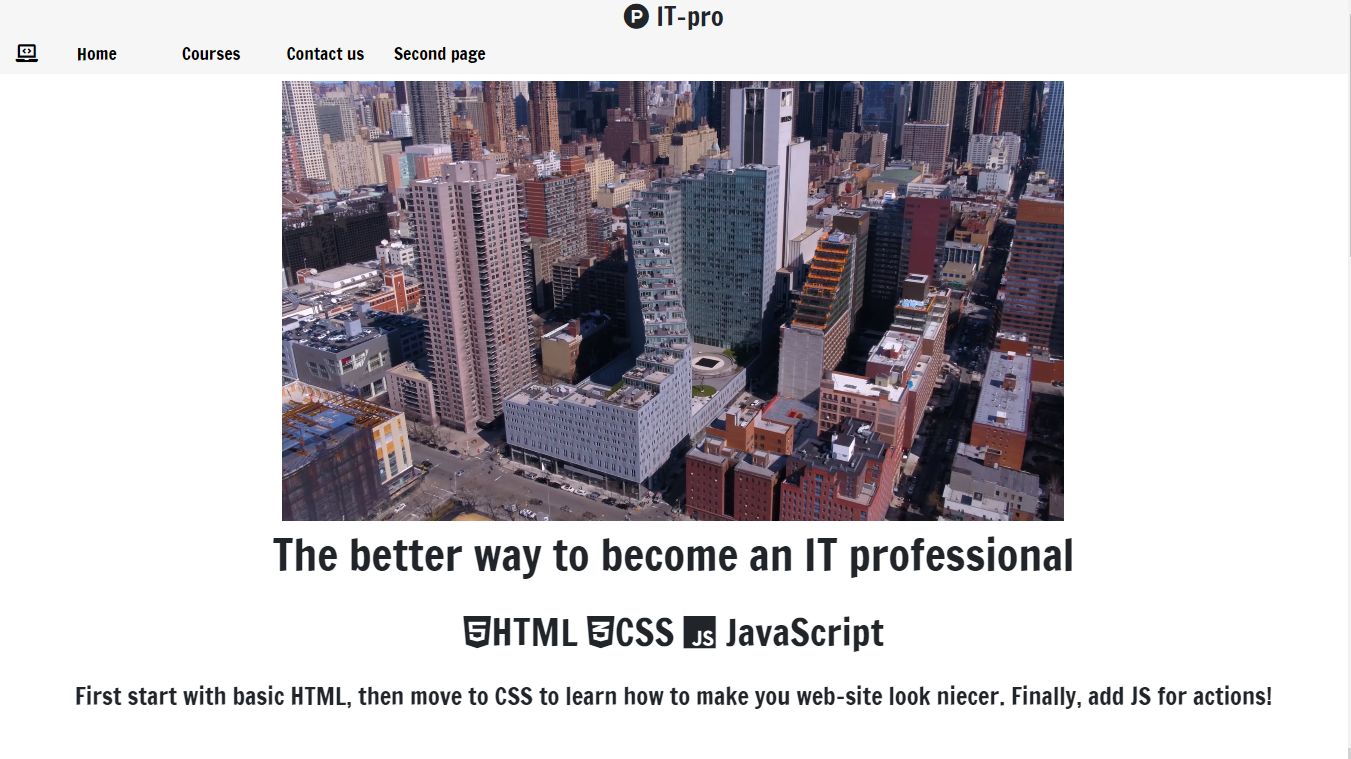 IT-pro
Home Courses Contact us Second page
The better way to become an IT professional
HTML CSS JS JavaScript
First start with basic HTML, then move to CSS to learn how to make you web-site look niecer. Finally, add JS for actions!